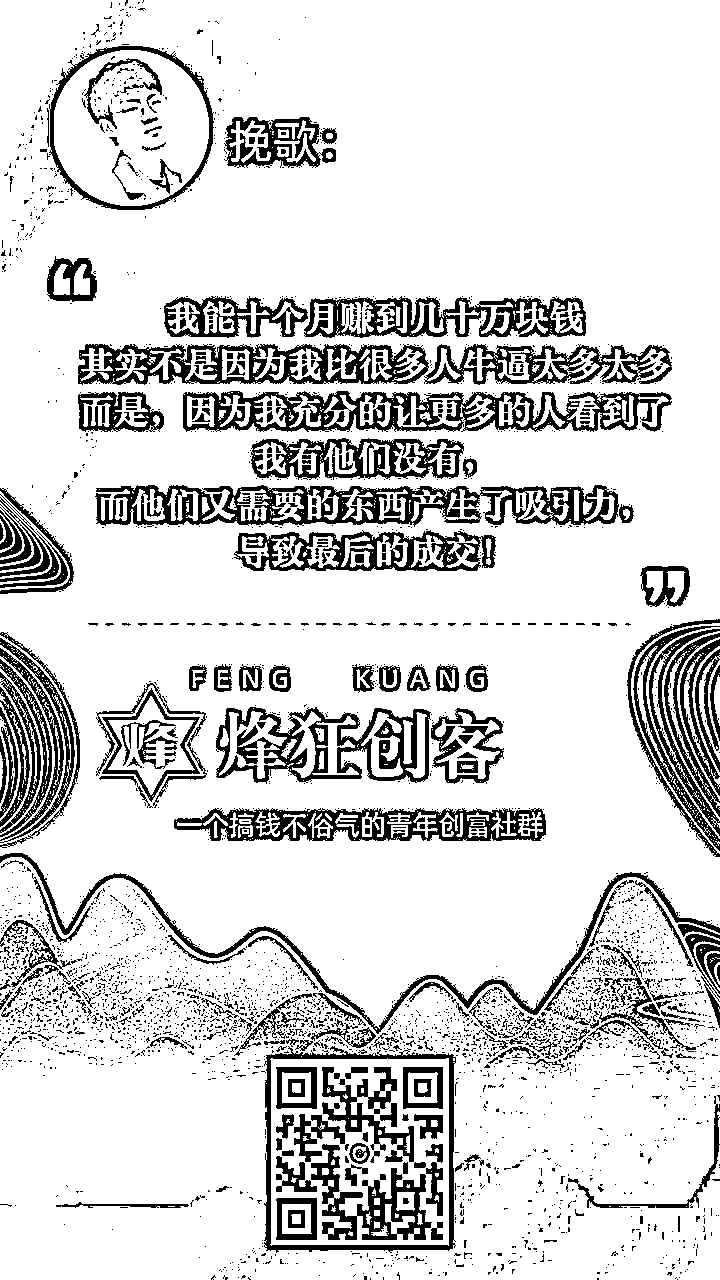 挽歌：
“
我能十个月赚到几十万块钱
其实不是因为我比很多人牛逼太多太多
而是，因为我充分的让更多的人看到了
我有他们没有，
而他们又需要的东西产生了吸引力，
导致最后的成交！
”
FENG KUANG
烽 烽狂创客
一个搞钱不俗气的青年创富社群